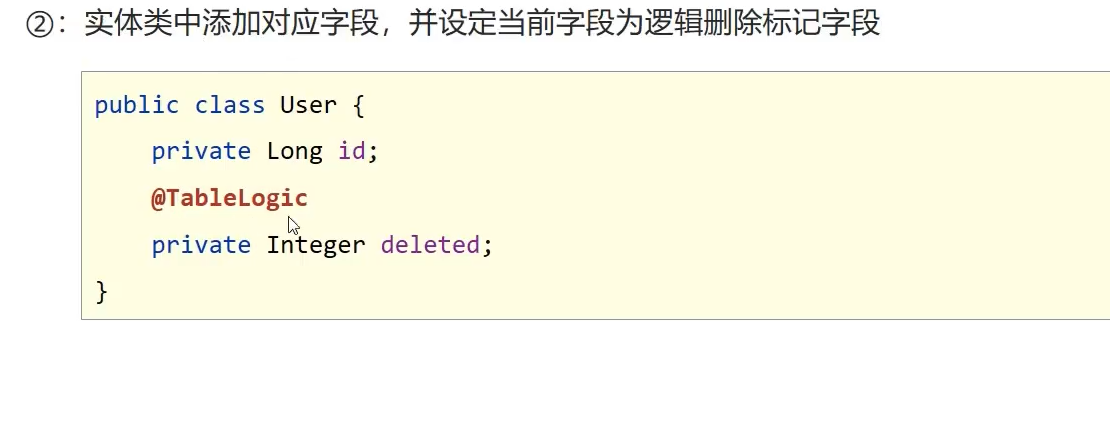 ②：实体类中添加对应字段，并设定当前字段为逻辑删除标记字段
public class User {
    private Long id;
    @TableLogic
    private Integer deleted;
}